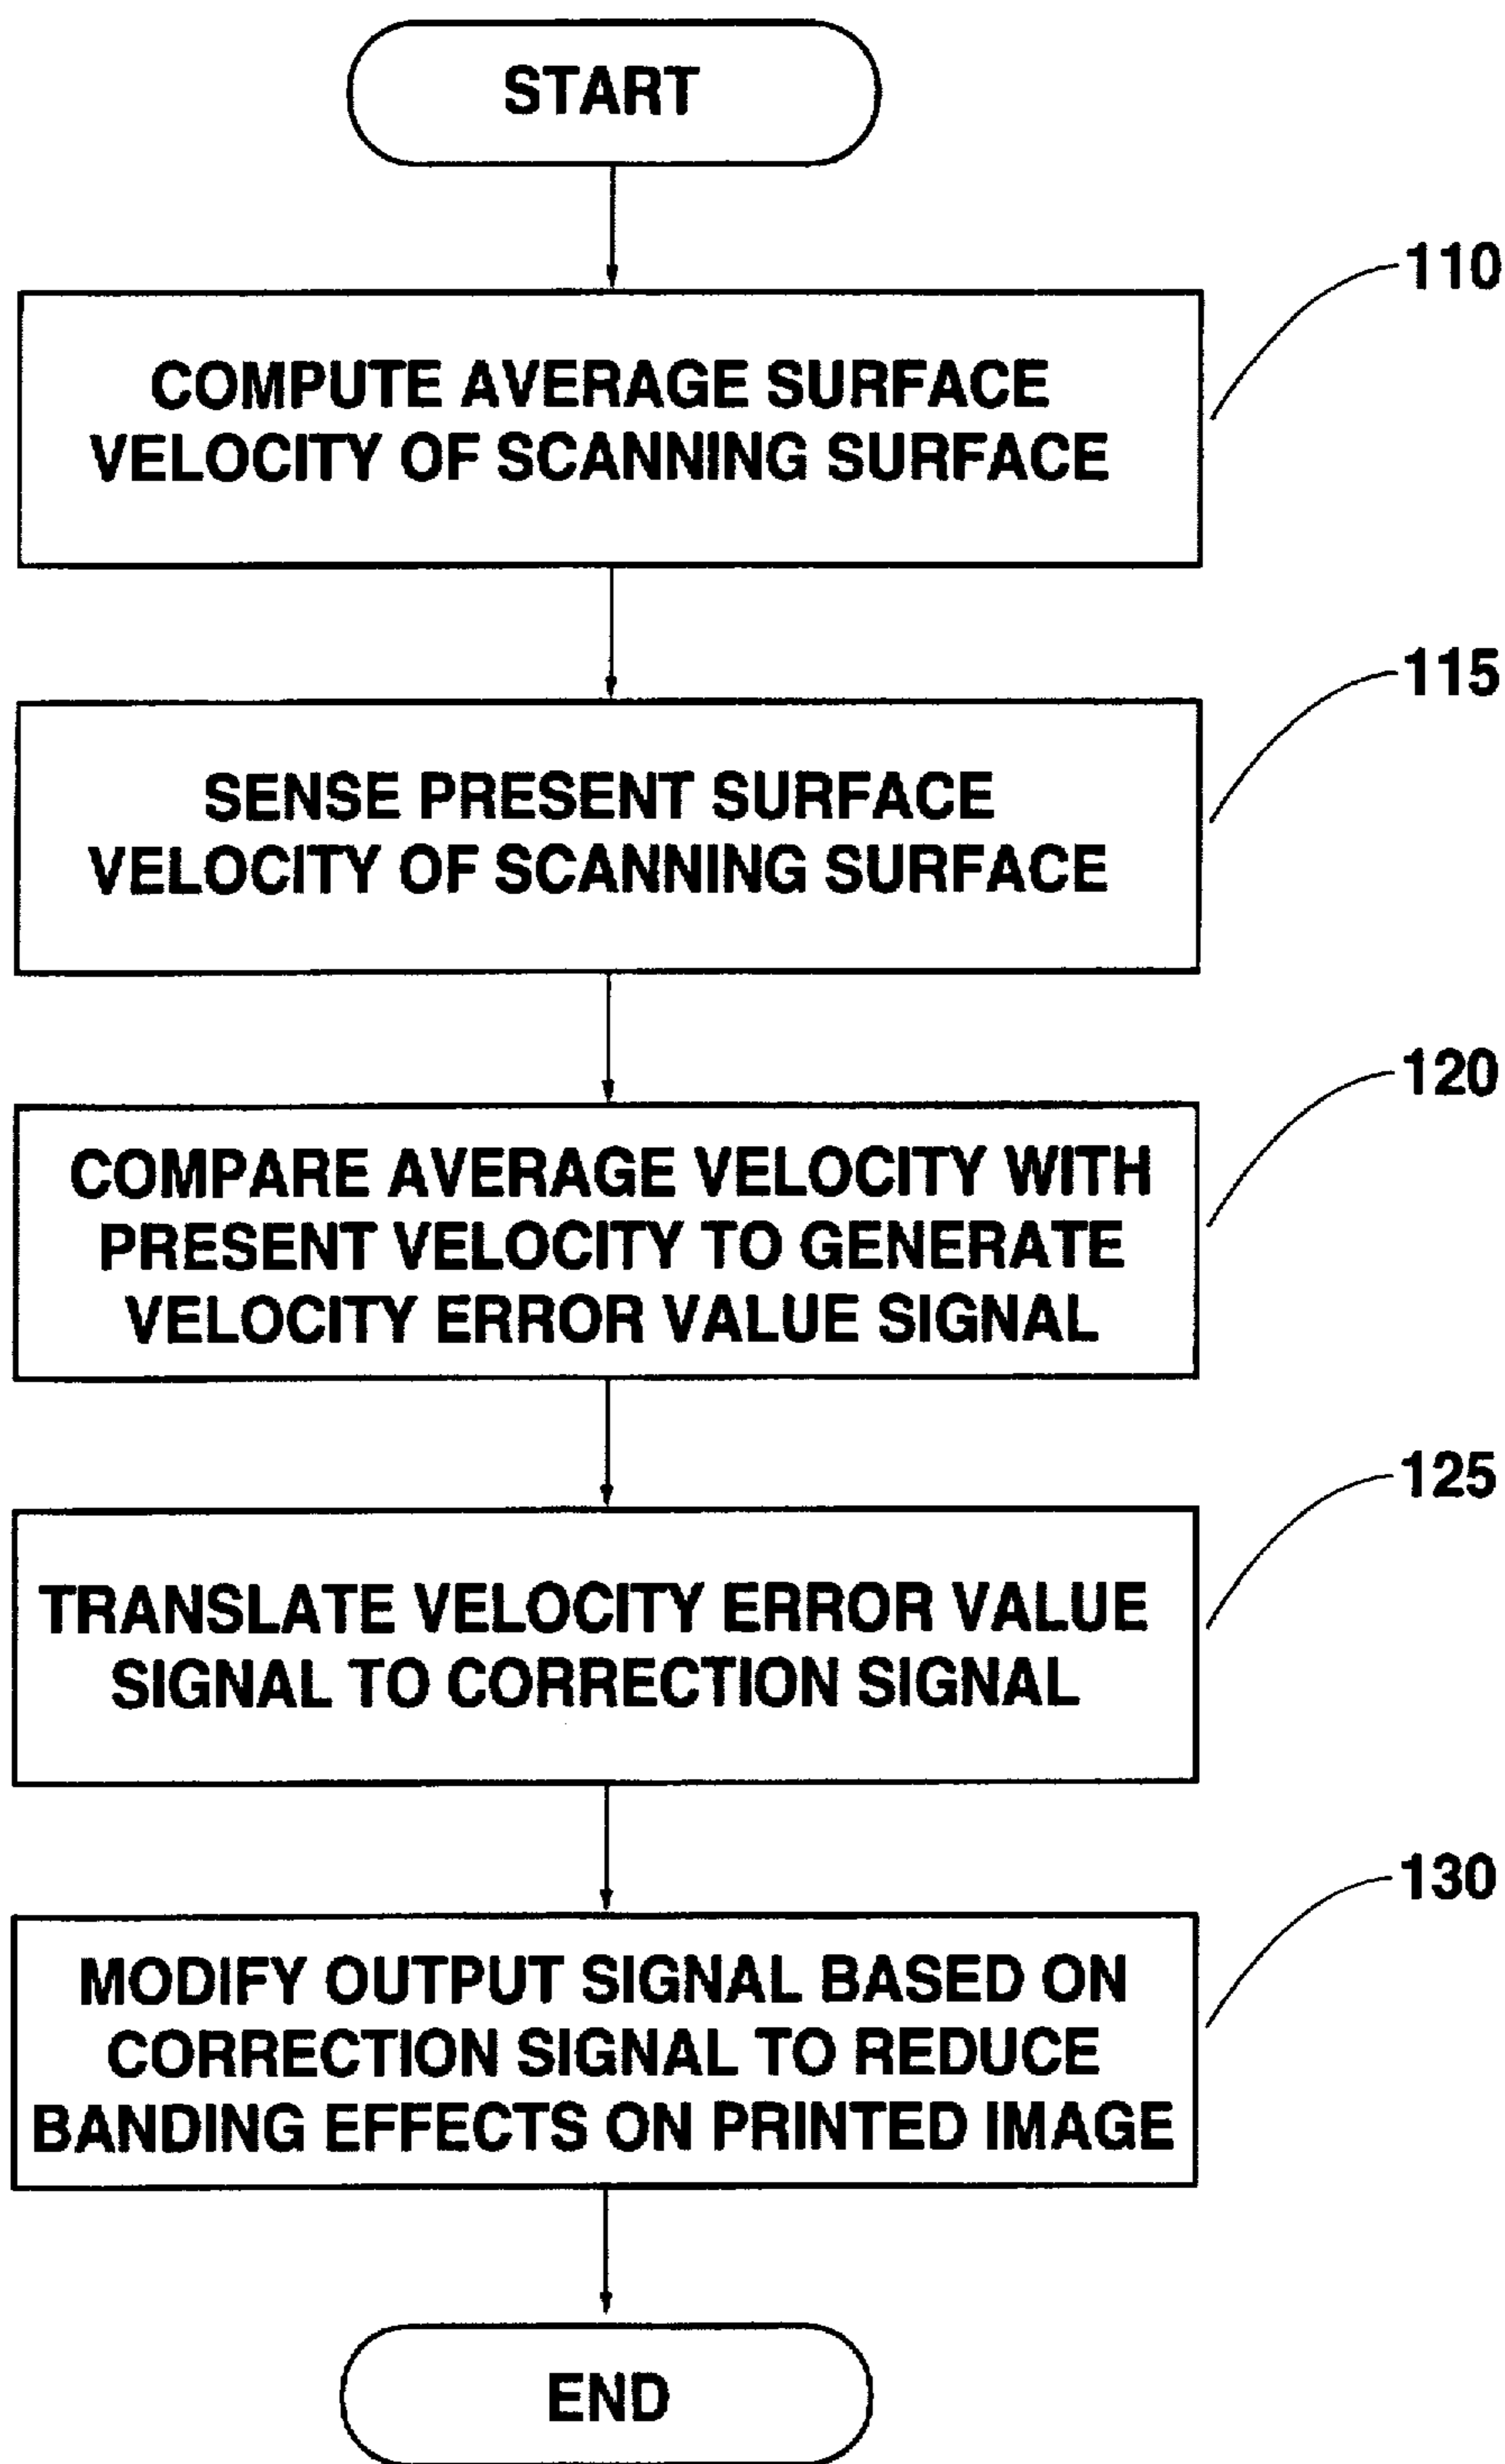 START
110
COMPUTE AVERAGE SURFACE
VELOCITY OF SCANNING SURFACE
115
SENSE PRESENT SURFACE
VELOCITY OF SCANNING SURFACE
120
COMPARE AVERAGE VELOCITY WITH
PRESENT VELOCITY TO GENERATE
VELOCITY ERROR VALUE SIGNAL
125
TRANSLATE VELOCITY ERROR VALUE
SIGNAL TO CORRECTION SIGNAL
130
MODIFY OUTPUT SIGNAL BASED ON
CORRECTION SIGNAL TO REDUCE
BANDING EFFECTS ON PRINTED IMAGE
END